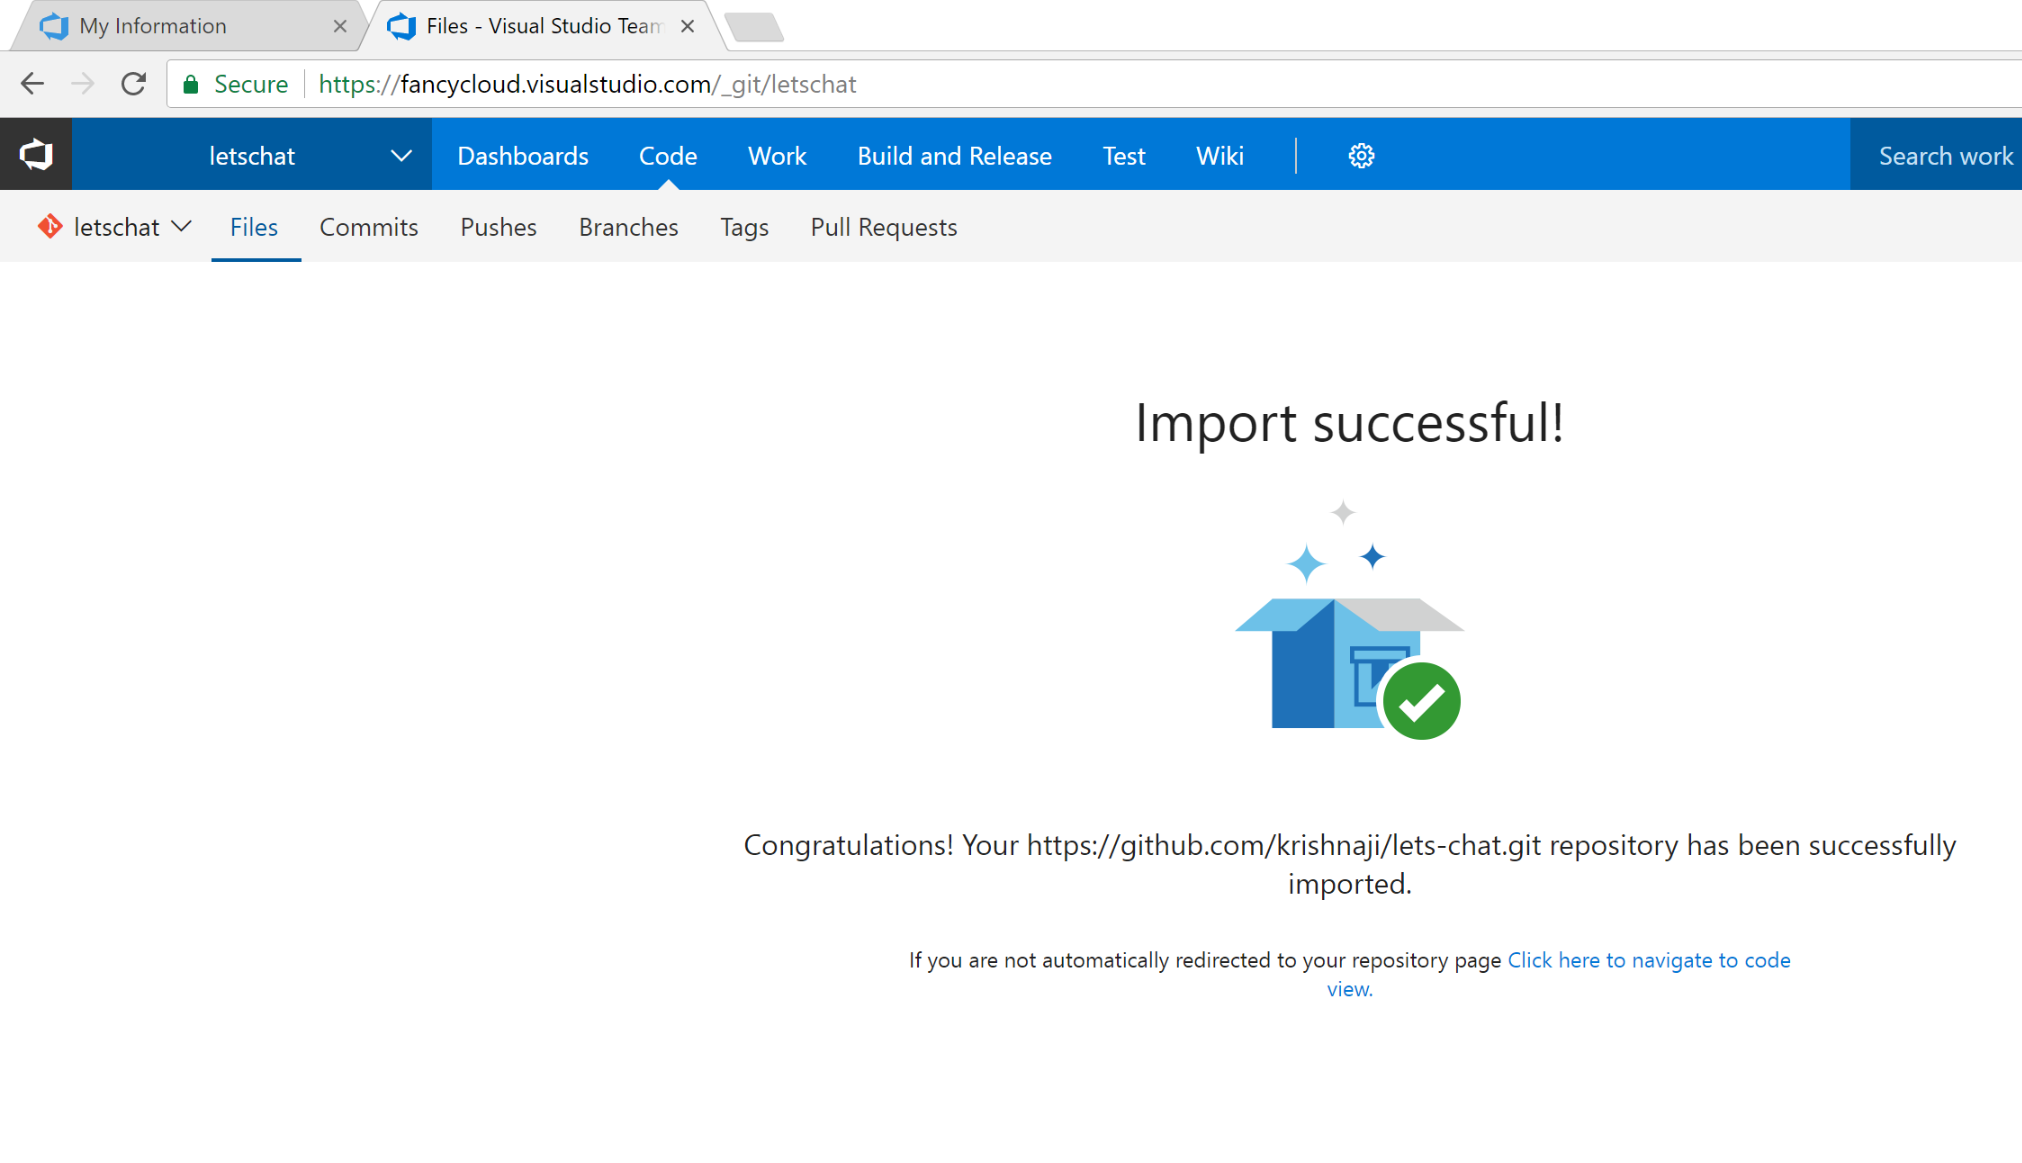 My Information
Files - Visual Studio Team
Secure https://fancycloud.visualstudio.com/_git/letschat
letschat Dashboards Code Work Build and Release Test Wiki Search work
letschat Files Commits Pushes Branches Tags Pull Requests
Import successful!
Congratulations! Your https://github.com/krishnaji/lets-chat.git repository has been successfully
imported.
If you are not automatically redirected to your repository page Click here to navigate to code
view.